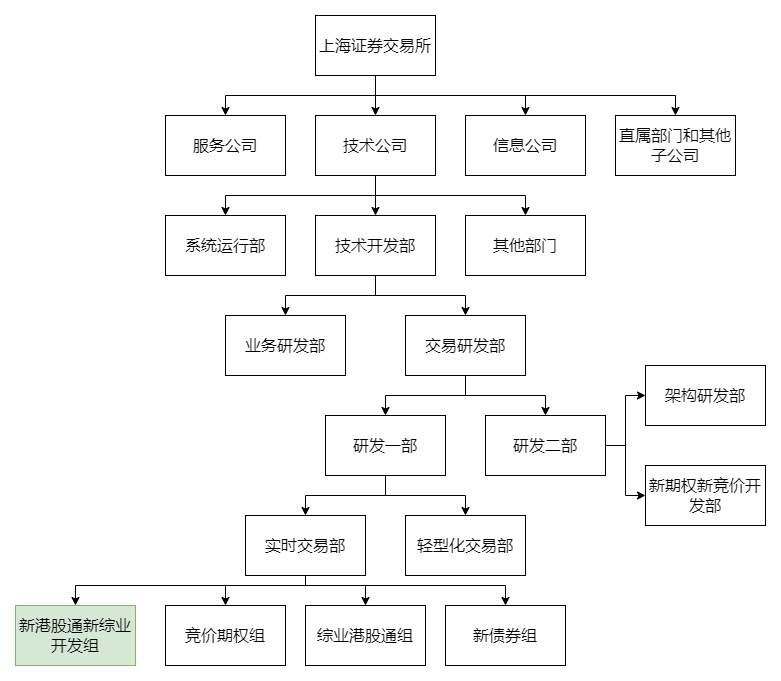 上海证券交易所
服务公司
技术公司
信息公司
直属部门和其他
子公司
系统运行部
技术开发部
其他部门
业务研发部
交易研发部
架构研发部
研发一部
研发二部
新期权新竞价开
发部
实时交易部
轻型化交易部
新港股通新综业
开发组
竞价期权组
综业港股通组
新债券组